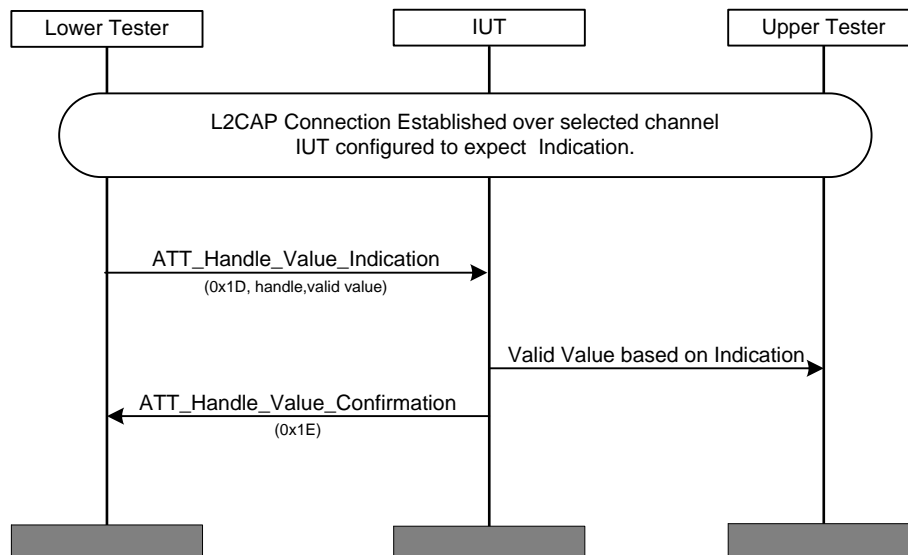 Lower Tester
IUT
Upper Tester
L2CAP Connection Established over selected channel
IUT configured to expect  Indication.
ATT_Handle_Value_Indication
(0x1D, handle,valid value)
Valid Value based on Indication
ATT_Handle_Value_Confirmation
(0x1E)